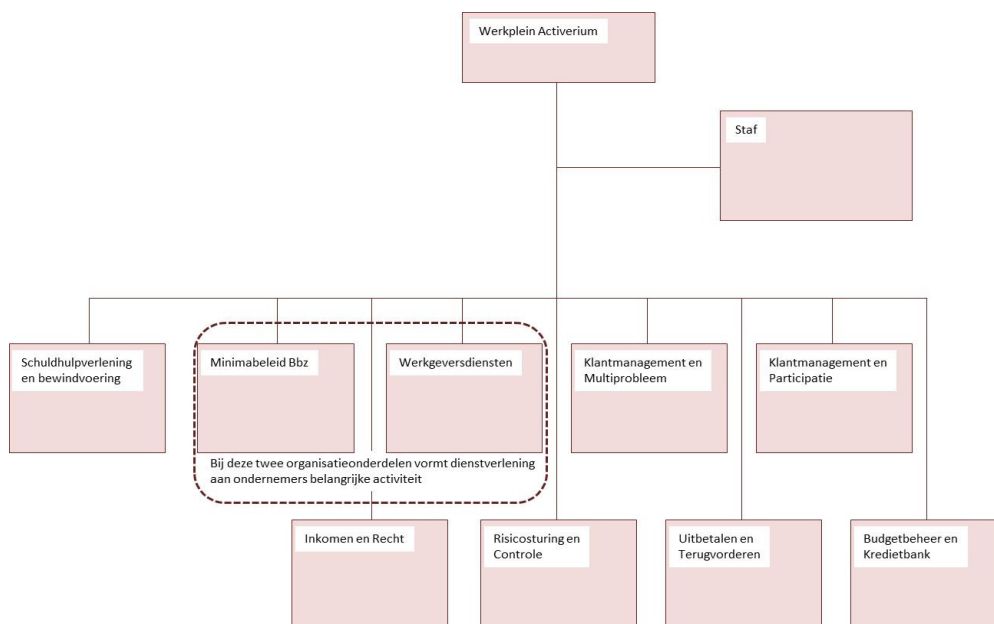 Werkplein Activerium
Staf
Schuldhulpverlening
en bewindvoering
Minimabeleid Bbz
Werkgeversdiensten
Klantmanagement en
Multiprobleem
Klantmanagement en
Participatie
Bij deze twee organisatieonderdelen vormt dienstverlening
aan ondernemers belangrijke activiteit
Inkomen en Recht
Risicosturing en
Controle
Uitbetalen en
Terugvorderen
Budgetbeheer en
Kredietbank